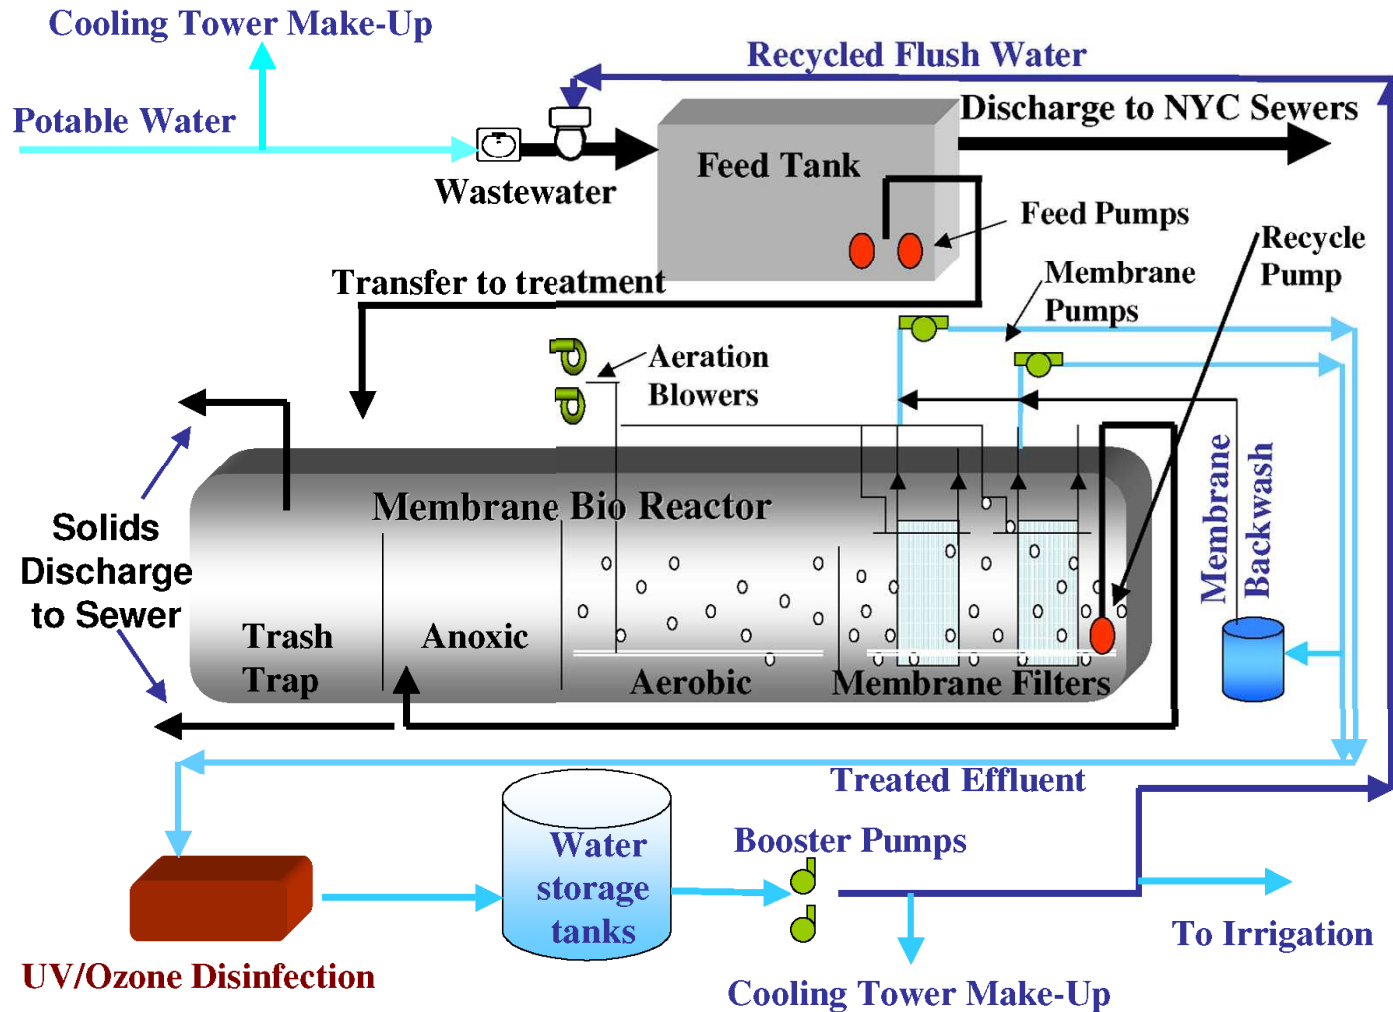 Cooling Tower Make-Up
Recycled Flush Water
Potable Water
Discharge to NYC Sewers
Feed Tank
Wastewater
Feed Pumps
Recycle
Pump
Membrane
Pumps
Transfer to treatment
Aeration
Blowers
Membrane
Backwash
Membrane Bio Reactor
Solids
Discharge
to Sewer
Trash
Trap
Anoxic
Aerobic
Membrane Filters
Treated Effluent
Booster Pumps
Water
storage
tanks
To Irrigation
UV/Ozone Disinfection
Cooling Tower Make-Up